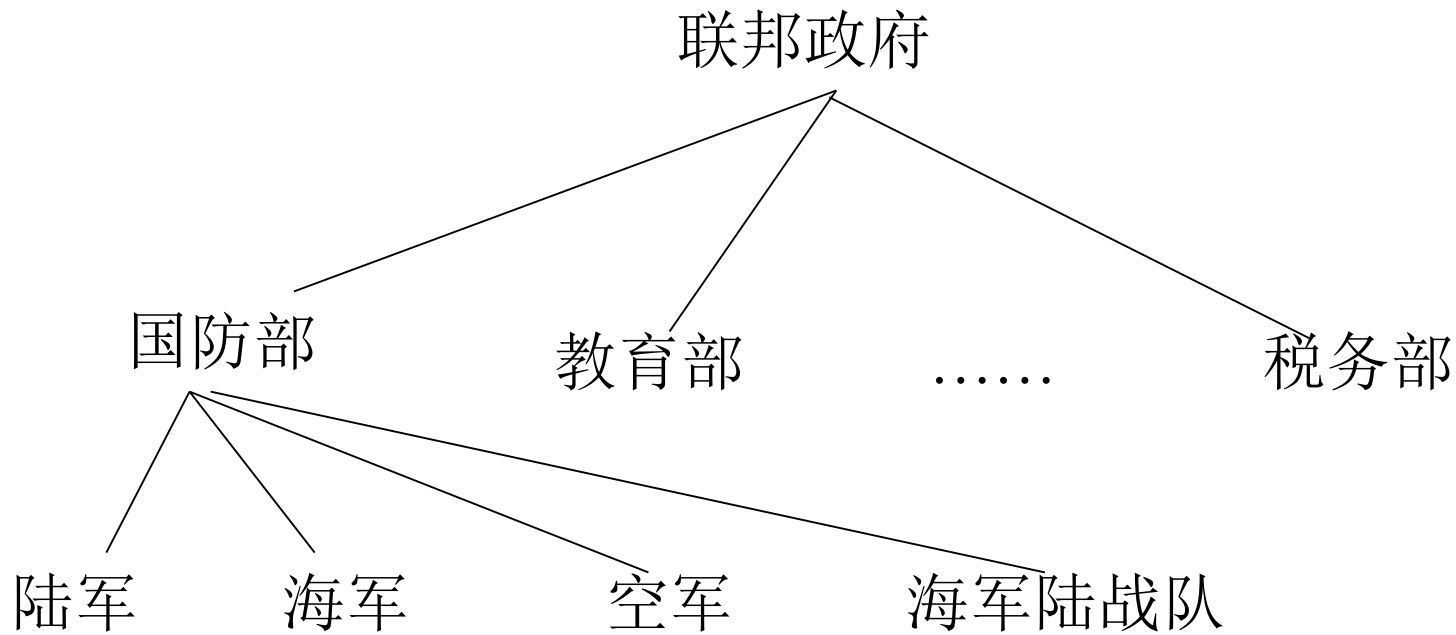 联邦政府
国防部
教育部
……
税务部
陆军
海军
空军
海军陆战队